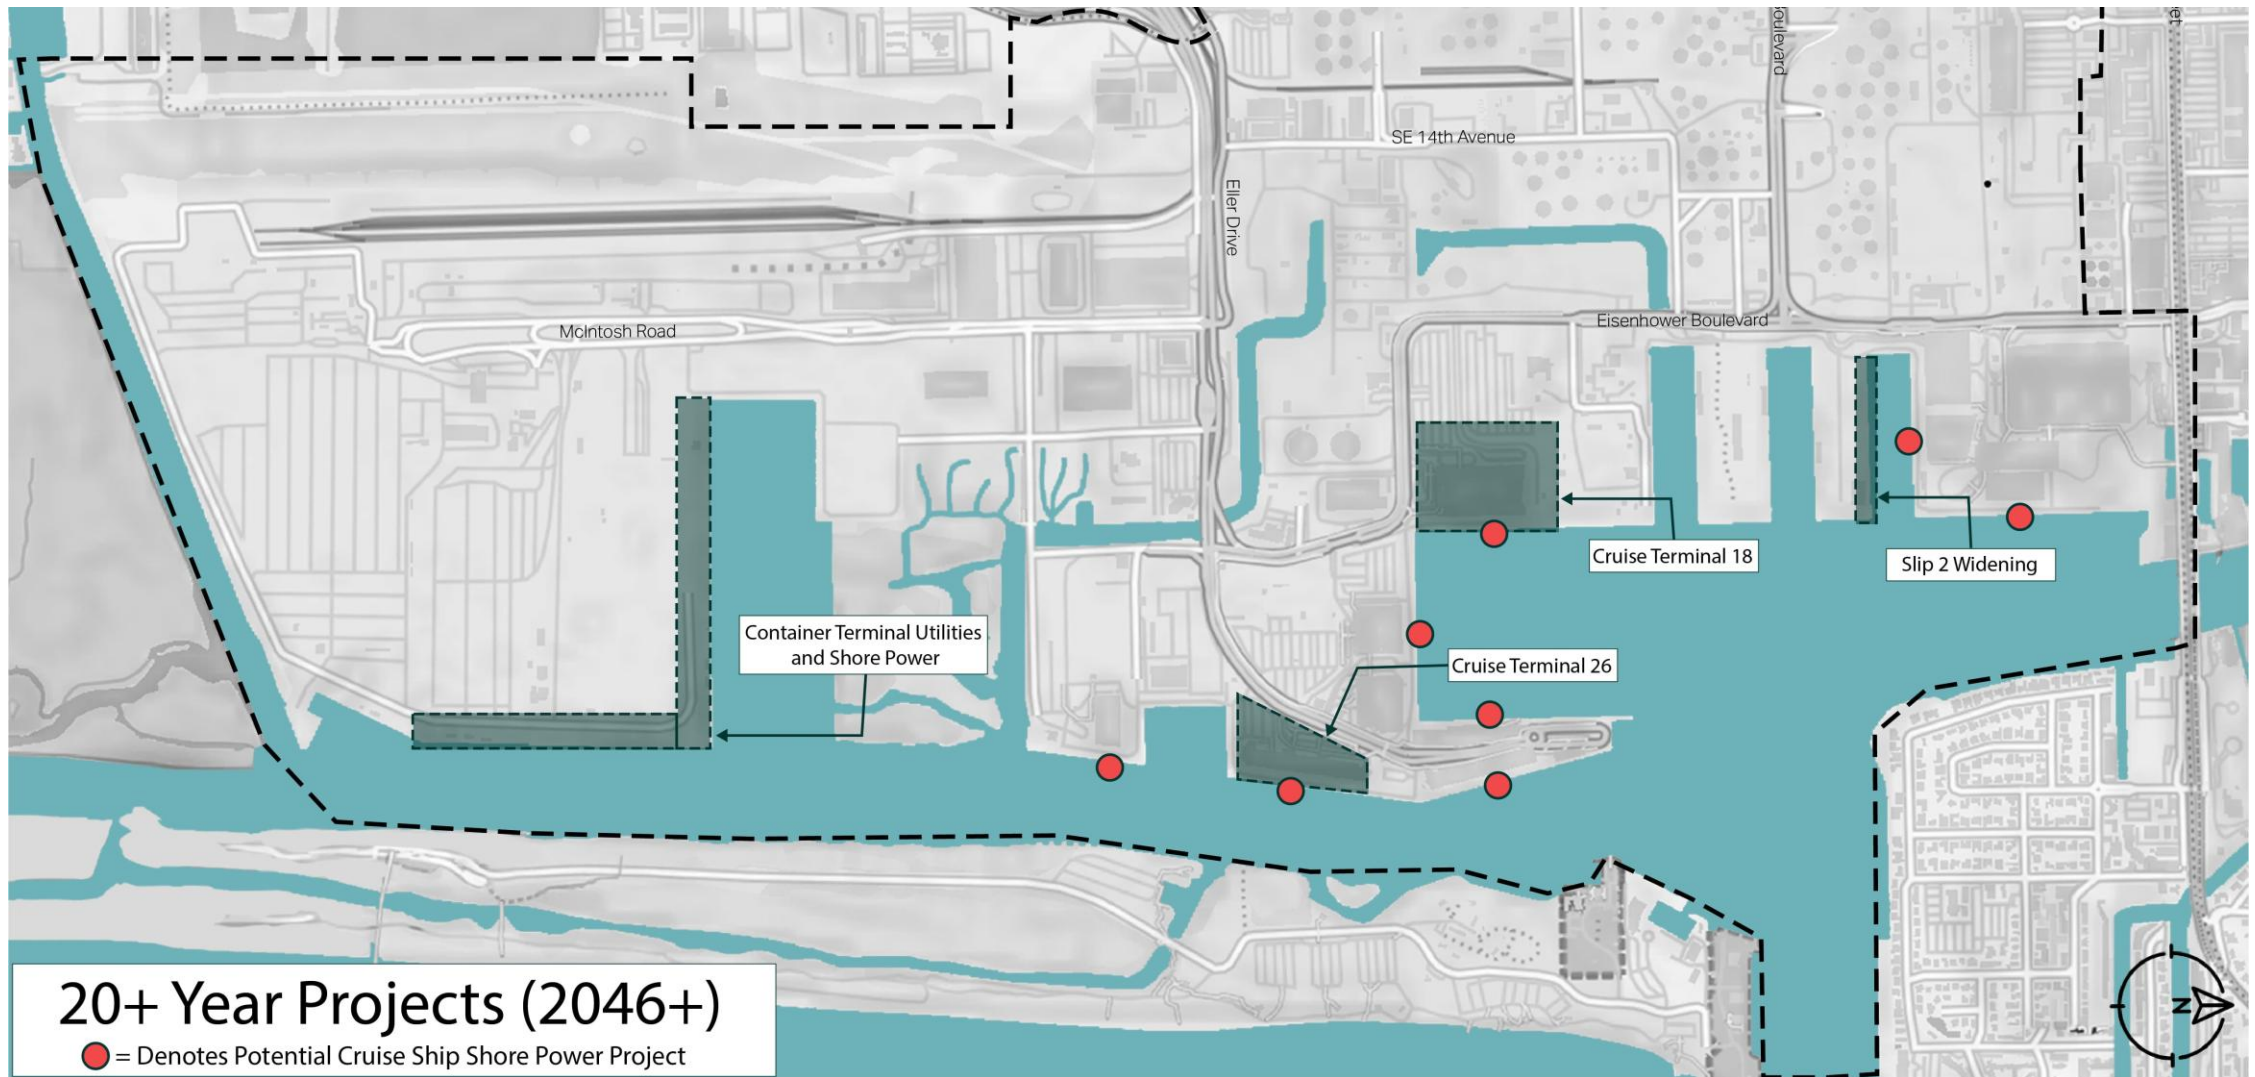 oulevard
et
SE 14th Avenue
Eller Drive
McIntosh Road
Eisenhower Boulevard
Cruise Terminal 18
Slip 2 Widening
Container Terminal Utilities
and Shore Power
Cruise Terminal 26
20+ Year Projects (2046+)
= Denotes Potential Cruise Ship Shore Power Project
N